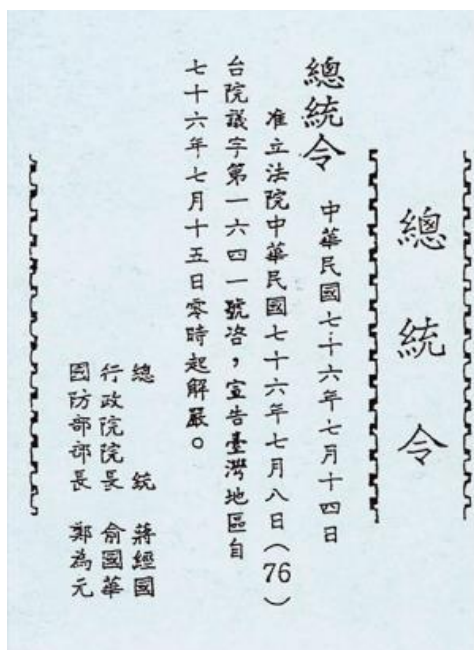 總統令
總統令　中華民國七十六年七月十四日
准立法院中華民國七十六年七月八日（76）
台院議字第一六四一號咨，宣告臺灣地區自
七十六年七月十五日零時起解嚴。
總　　統　蔣經國
行政院院長　俞國華
國防部部長　鄭為元